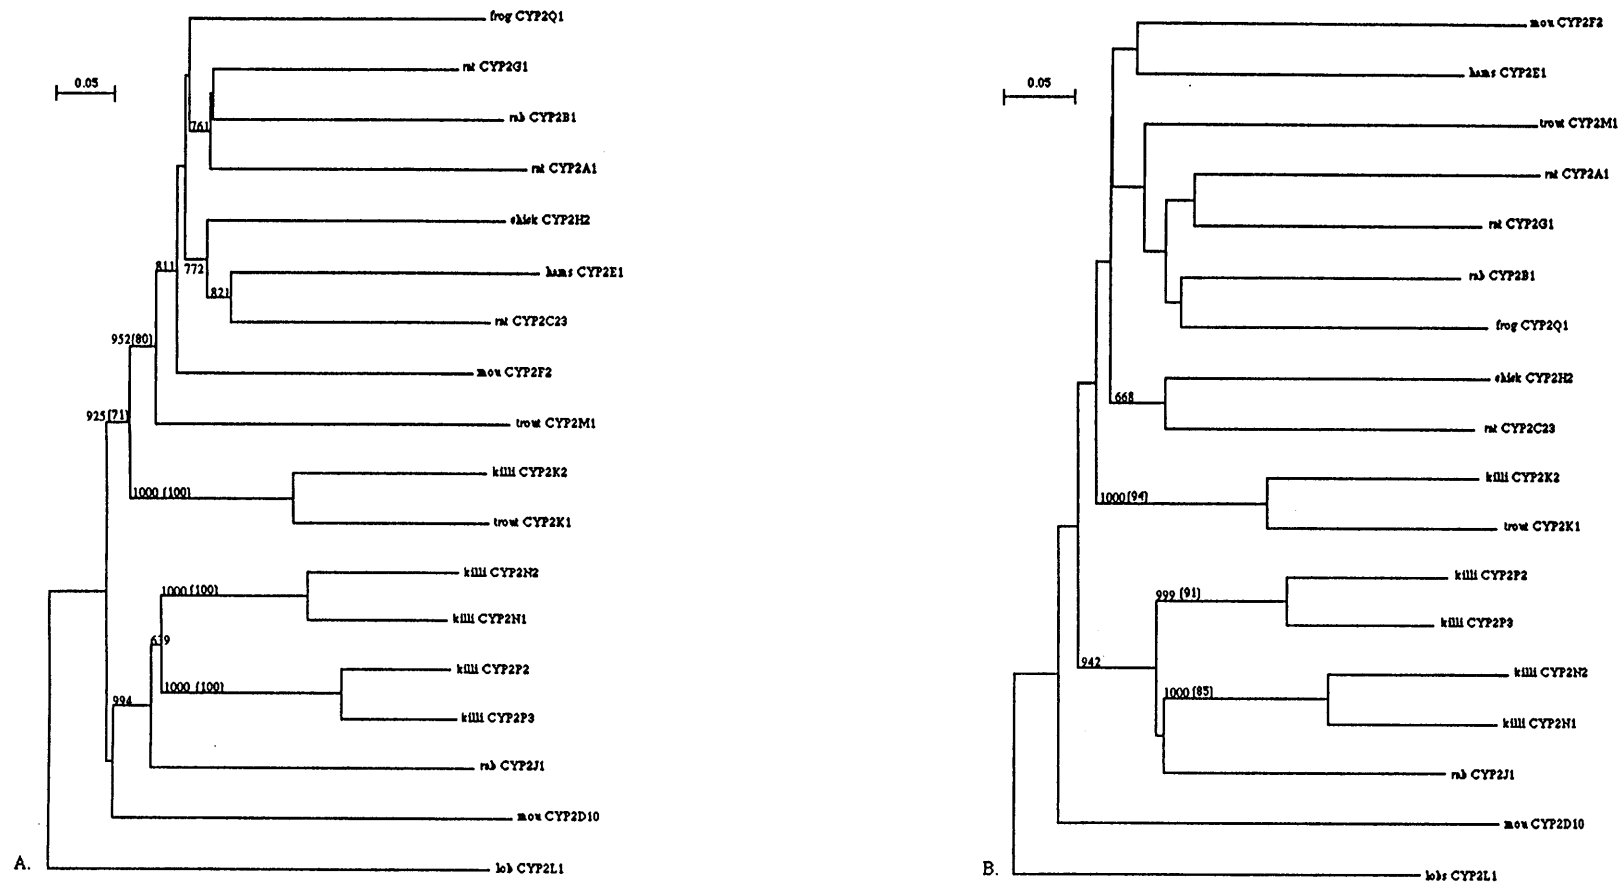 frog CYP2Q1
rat CYP2G1
0.05
rab CYP2B1
761
rat CYP2A1
chick CYP2H2
811
772
hams CYP2E1
821
rat CYP2C23
952(80)
mou CYP2F2
925(71)
trout CYP2M1
killi CYP2K2
1000 (100)
trout CYP2K1
killi CYP2N2
1000 (100)
killi CYP2N1
639
killi CYP2P2
1000 (100)
994
killi CYP2P3
rab CYP2J1
mou CYP2D10
A.
lob CYP2L1
mou CYP2F2
hams CYP2E1
0.05
trout CYP2M1
rat CYP2A1
rat CYP2G1
rab CYP2B1
frog CYP2Q1
chick CYP2H2
668
rat CYP2C23
killi CYP2K2
1000(94)
trout CYP2K1
killi CYP2P2
999 (91)
killi CYP2P3
942
killi CYP2N2
1000(85)
killi CYP2N1
rab CYP2J1
mou CYP2D10
B.
lobs CYP2L1